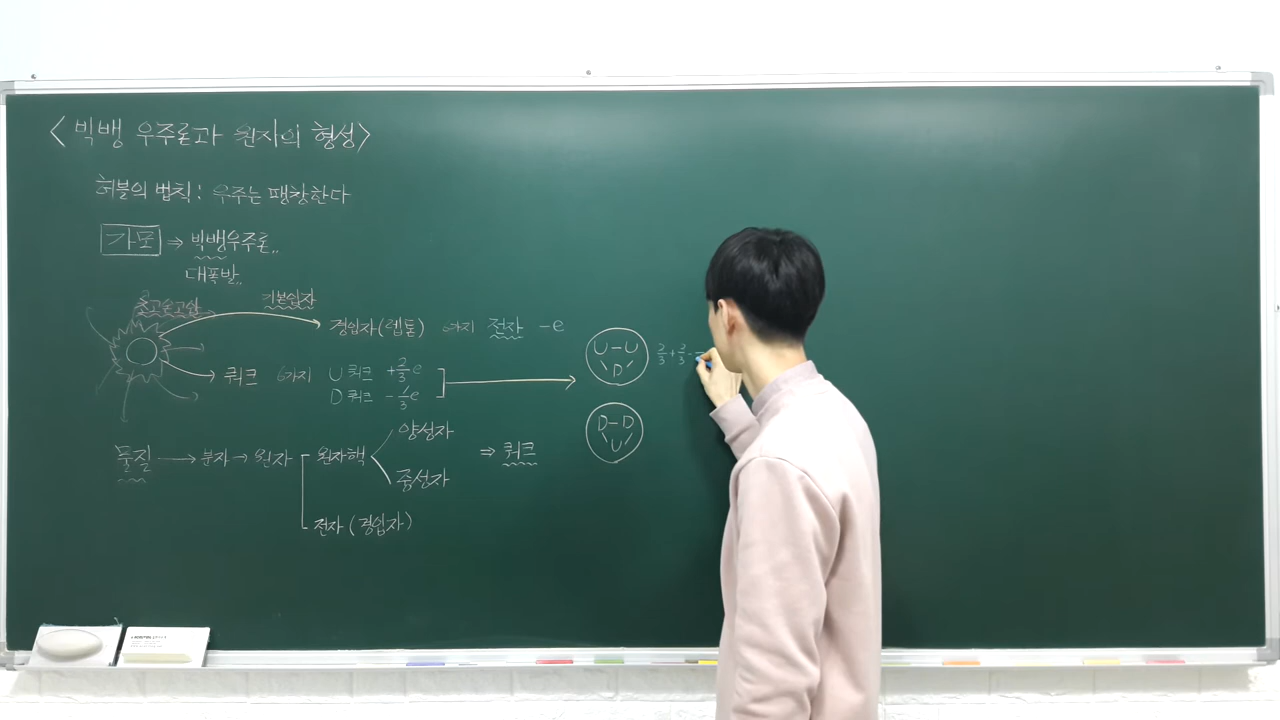 <빅뱅 우주론과 원자의 형성>
허블의 법칙: 우주는 팽창한다
가모 ⇒ 빅뱅우주론
대폭발
초고온고밀
기본입자
경입자(렙톤) 6가지 전자 -e
쿼크 6가지 U쿼크 +2/3e
D쿼크 -1/3e
U-U
D
2/3+2/3-
D-D
U
물질 → 분자 → 원자 원자핵 양성자
중성자
⇒ 쿼크
전자(경입자)